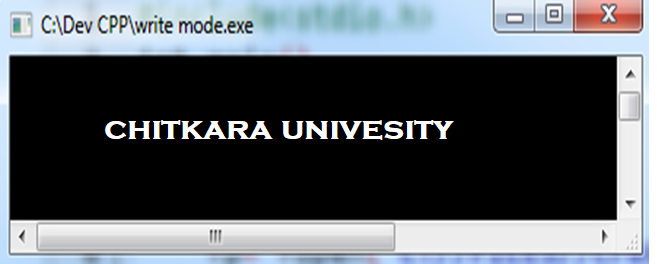 C:\Dev CPP\write mode.exe
CHITKARA UNIVESITY